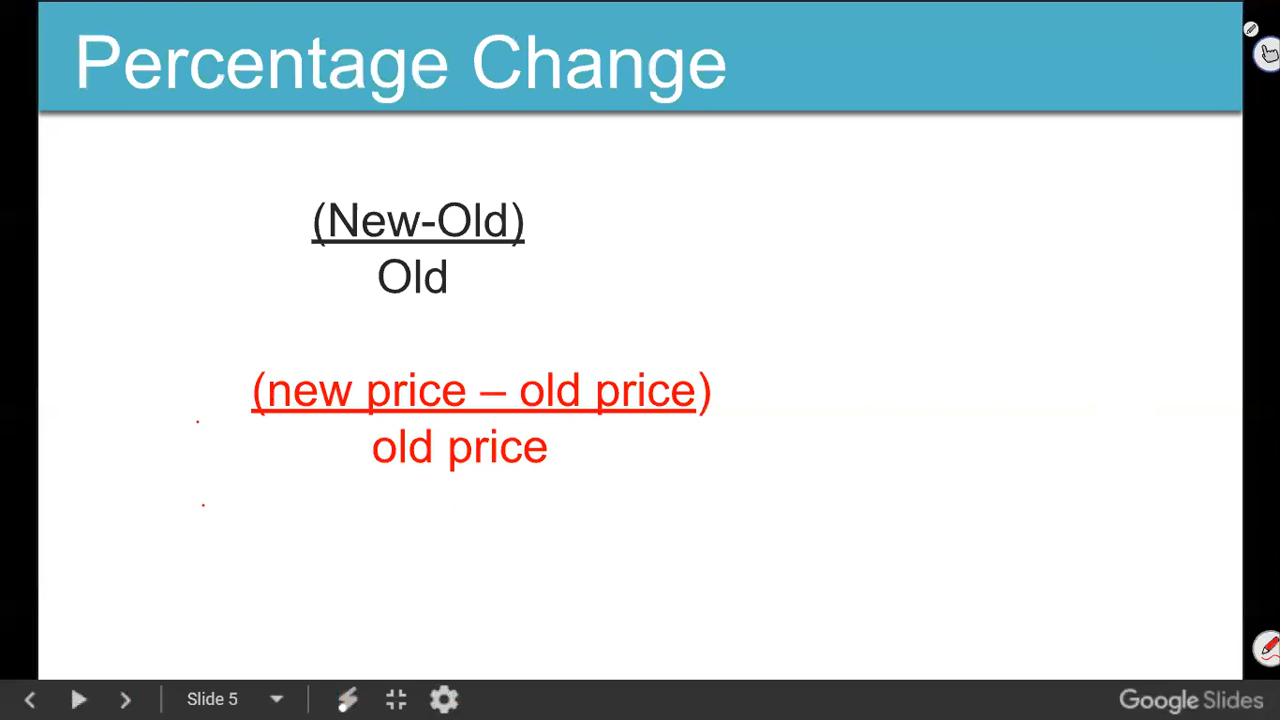 Percentage Change
(New-Old)
Old
(new price – old price)
old price
Slide 5
Google Slides